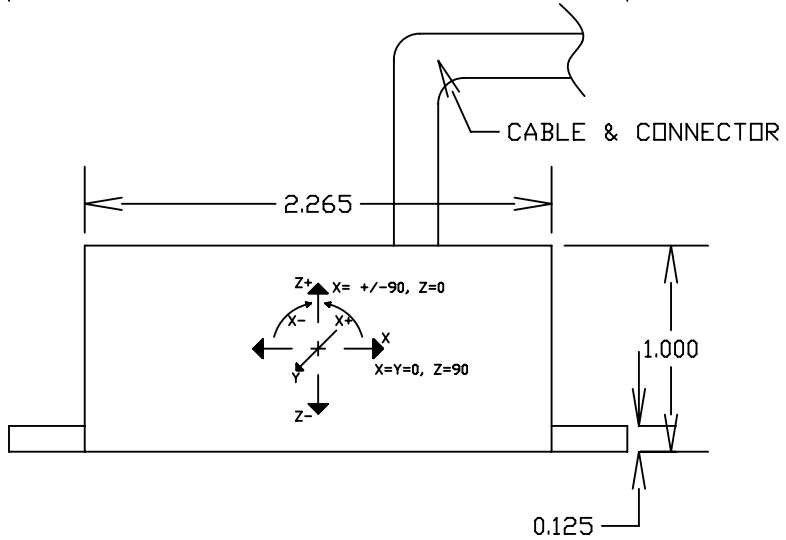 CABLE & CONNECTOR
2.265
Z+ X= +/-90, Z=0
X- X+
X
1.000
Y X=Y=0, Z=90
Z-
0.125